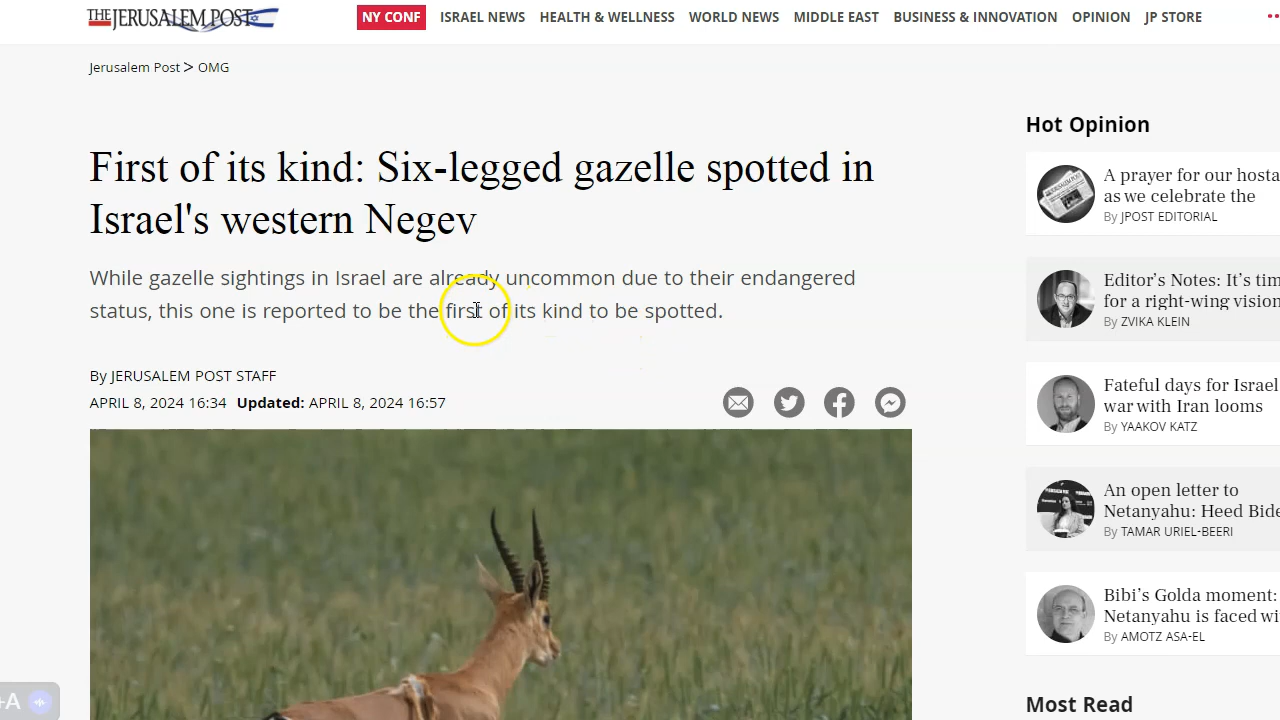 THE JERUSALEM POST
NY CONF
ISRAEL NEWS
HEALTH & WELLNESS
WORLD NEWS
MIDDLE EAST
BUSINESS & INNOVATION
OPINION
JP STORE
Jerusalem Post > OMG
First of its kind: Six-legged gazelle spotted in
Israel's western Negev
While gazelle sightings in Israel are already uncommon due to their endangered
status, this one is reported to be the first of its kind to be spotted.
By JERUSALEM POST STAFF
APRIL 8, 2024 16:34 Updated: APRIL 8, 2024 16:57
Hot Opinion
A prayer for our hosta
as we celebrate the
By JPOST EDITORIAL
Editor's Notes: It's tim
for a right-wing vision
By ZVIKA KLEIN
Fateful days for Israel
war with Iran looms
By YAAKOV KATZ
An open letter to
Netanyahu: Heed Bide
By TAMAR URIEL-BEERI
Bibi's Golda moment:
Netanyahu is faced wi
By AMOTZ ASA-EL
Most Read
+A